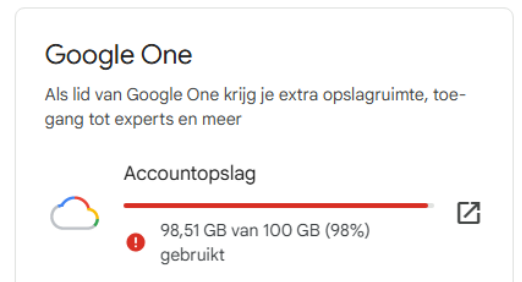 Google One
Als lid van Google One krijg je extra opslagruimte, toe-
gang tot experts en meer
Accountopslag
98,51 GB van 100 GB (98%)
gebruikt